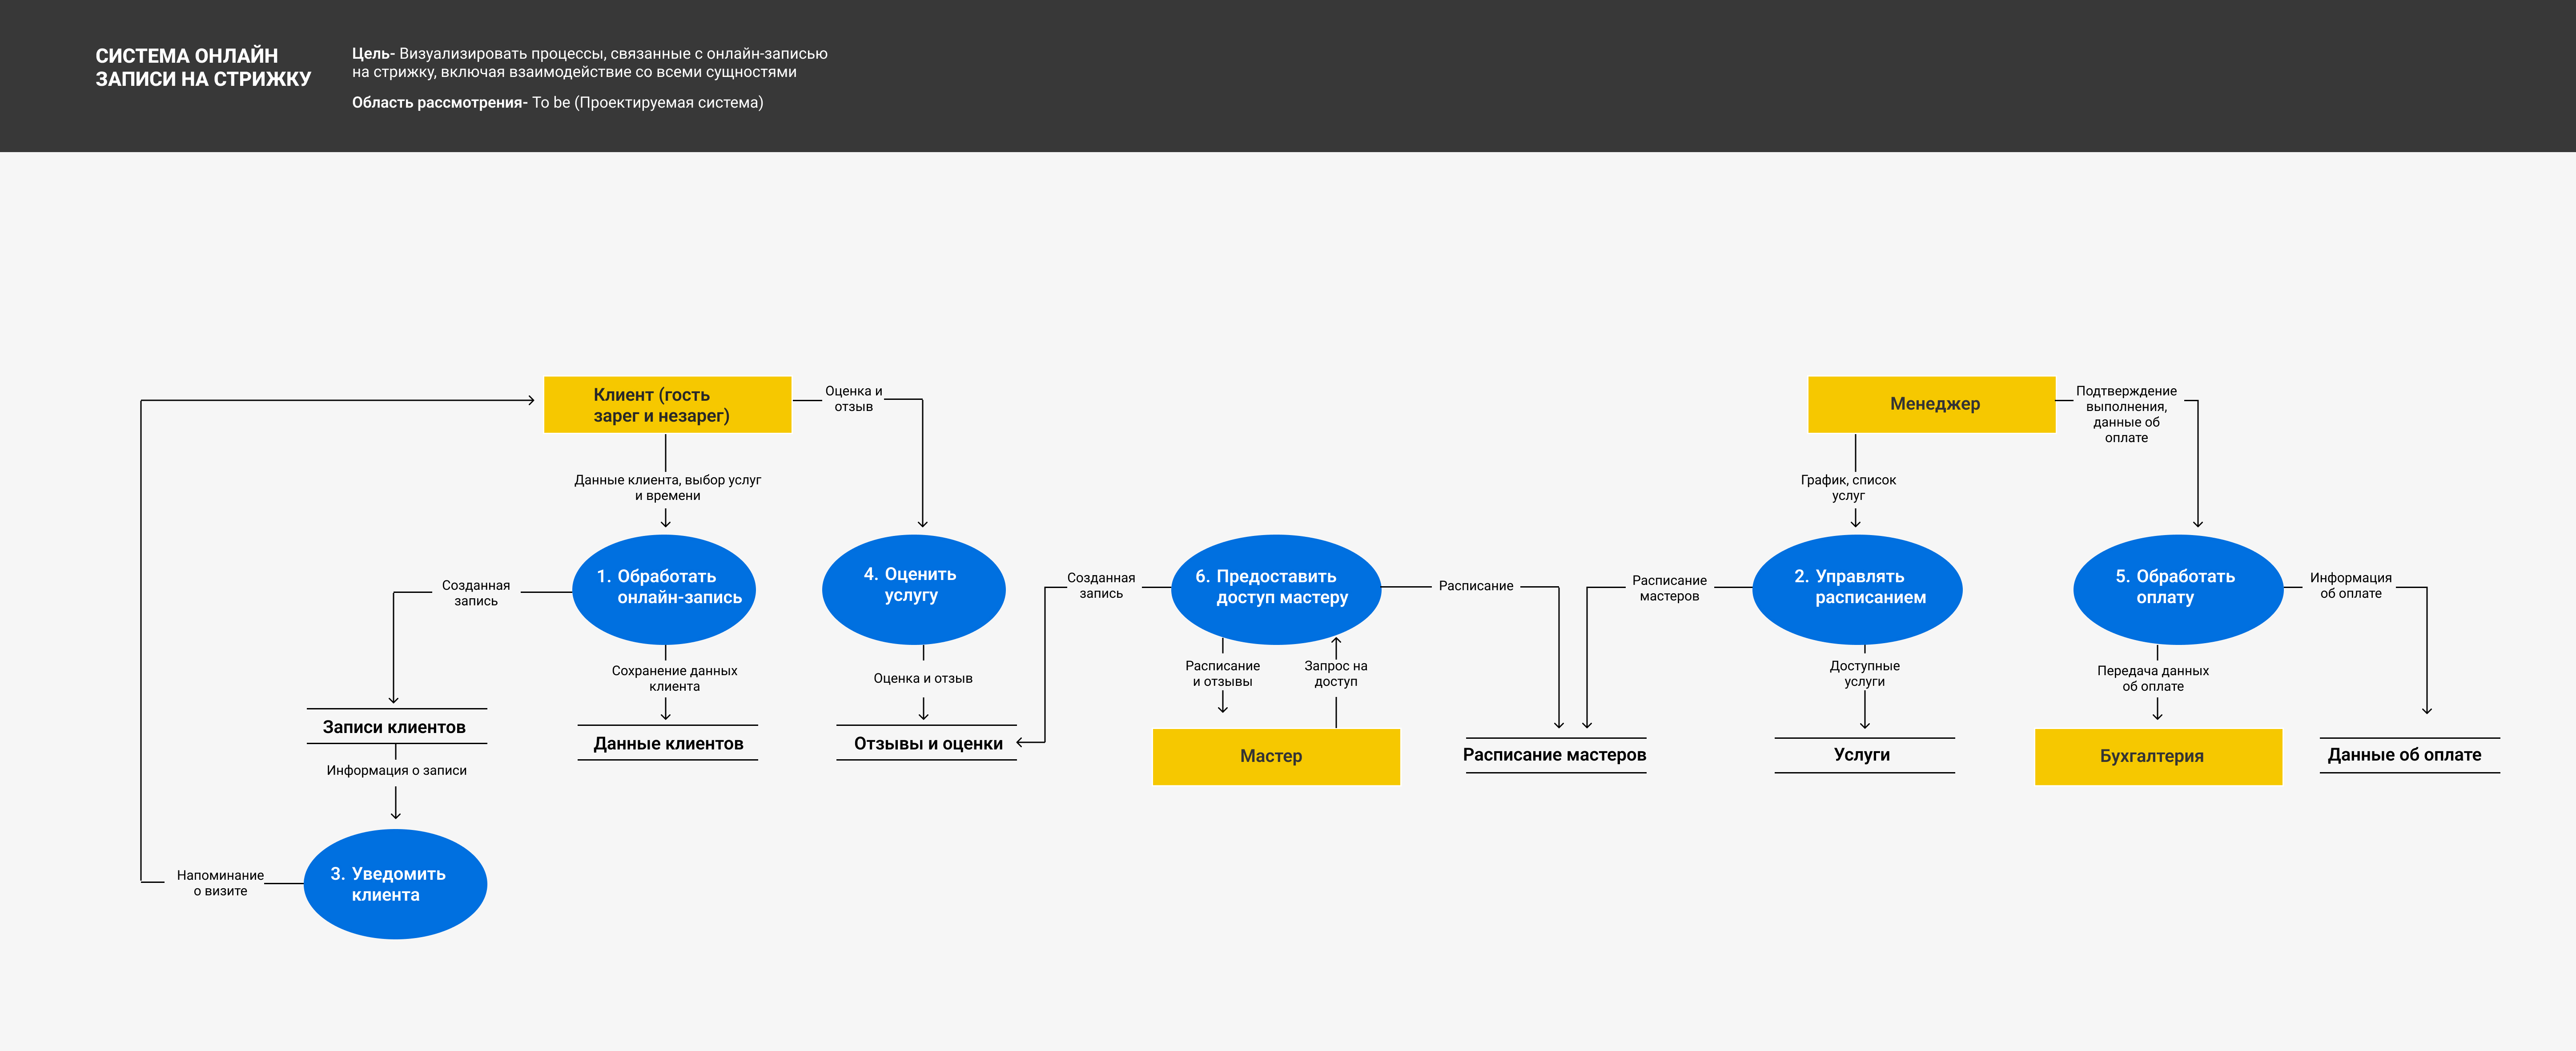 СИСТЕМА ОНЛАЙН
ЗАПИСИ НА СТРИЖКУ
Цель- Визуализировать процессы, связанные с онлайн-записью
на стрижку, включая взаимодействие со всеми сущностями
Область рассмотрения- To be (Проектируемая система)
Клиент (гость
зарег и незарег)
Оценка и
отзыв
Менеджер
Подтверждение
выполнения,
данные об
оплате
Данные клиента, выбор услуг
и времени
График, список
услуг
Созданная
запись
1. Обработать
онлайн-запись
4. Оценить
услугу
Созданная
запись
6. Предоставить
доступ мастеру
Расписание
Расписание
мастеров
2. Управлять
расписанием
5. Обработать
оплату
Информация
об оплате
Сохранение данных
клиента
Оценка и отзыв
Расписание
и отзывы
Запрос на
доступ
Доступные
услуги
Передача данных
об оплате
Записи клиентов
Данные клиентов
Отзывы и оценки
Мастер
Расписание мастеров
Услуги
Бухгалтерия
Данные об оплате
Информация о записи
Напоминание
о визите
3. Уведомить
клиента